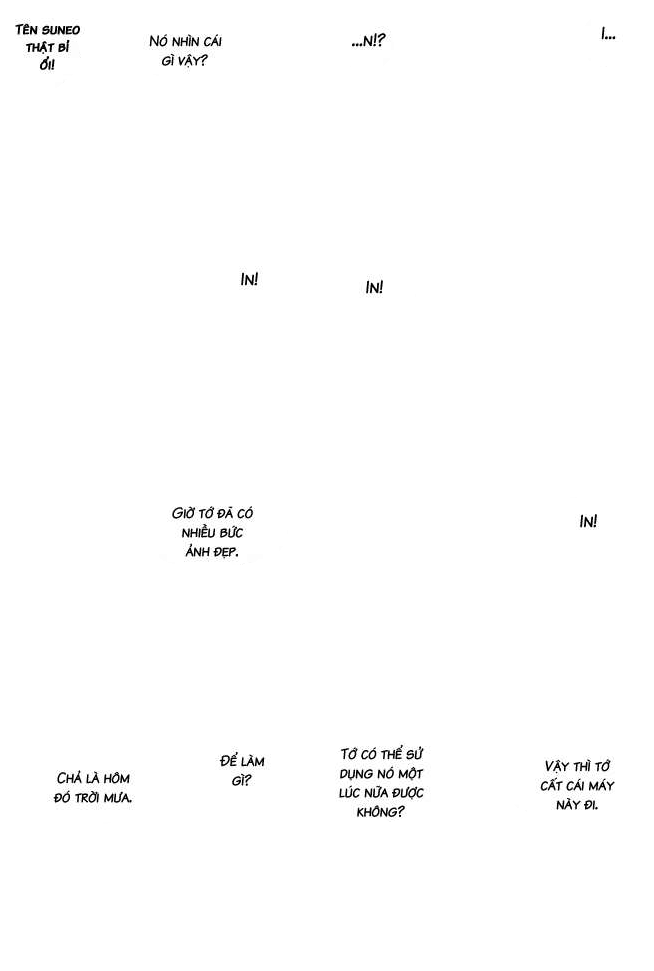 I...
...N!?
Nó nhìn cái
gì vậy?
Tên suneo
thật bỉ
ổi!
In!
In!
In!
Giờ tớ đã có
nhiều bức
ảnh đẹp.
Vậy thì tớ
cất cái máy
này đi.
Tớ có thể sử
dụng nó một
lúc nữa được
không?
Để làm
gì?
Chả là hôm
đó trời mưa.